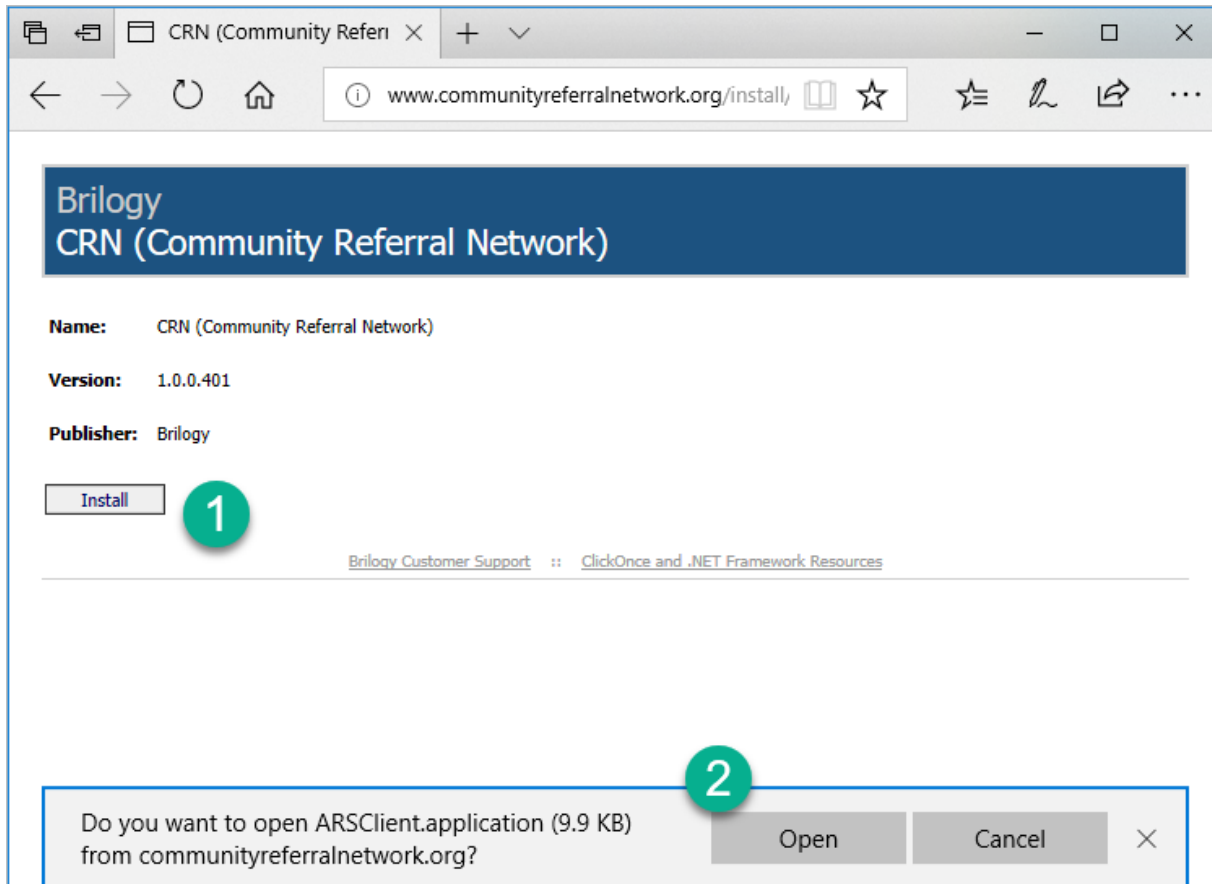 CRN (Community Referr
www.communityreferralnetwork.org/install/
Brilogy
CRN (Community Referral Network)
Name: CRN (Community Referral Network)
Version: 1.0.0.401
Publisher: Brilogy
Install
1
Brilogy Customer Support :: ClickOnce and .NET Framework Resources
2
Do you want to open ARSClient.application (9.9 KB)
from communityreferralnetwork.org?
Open Cancel